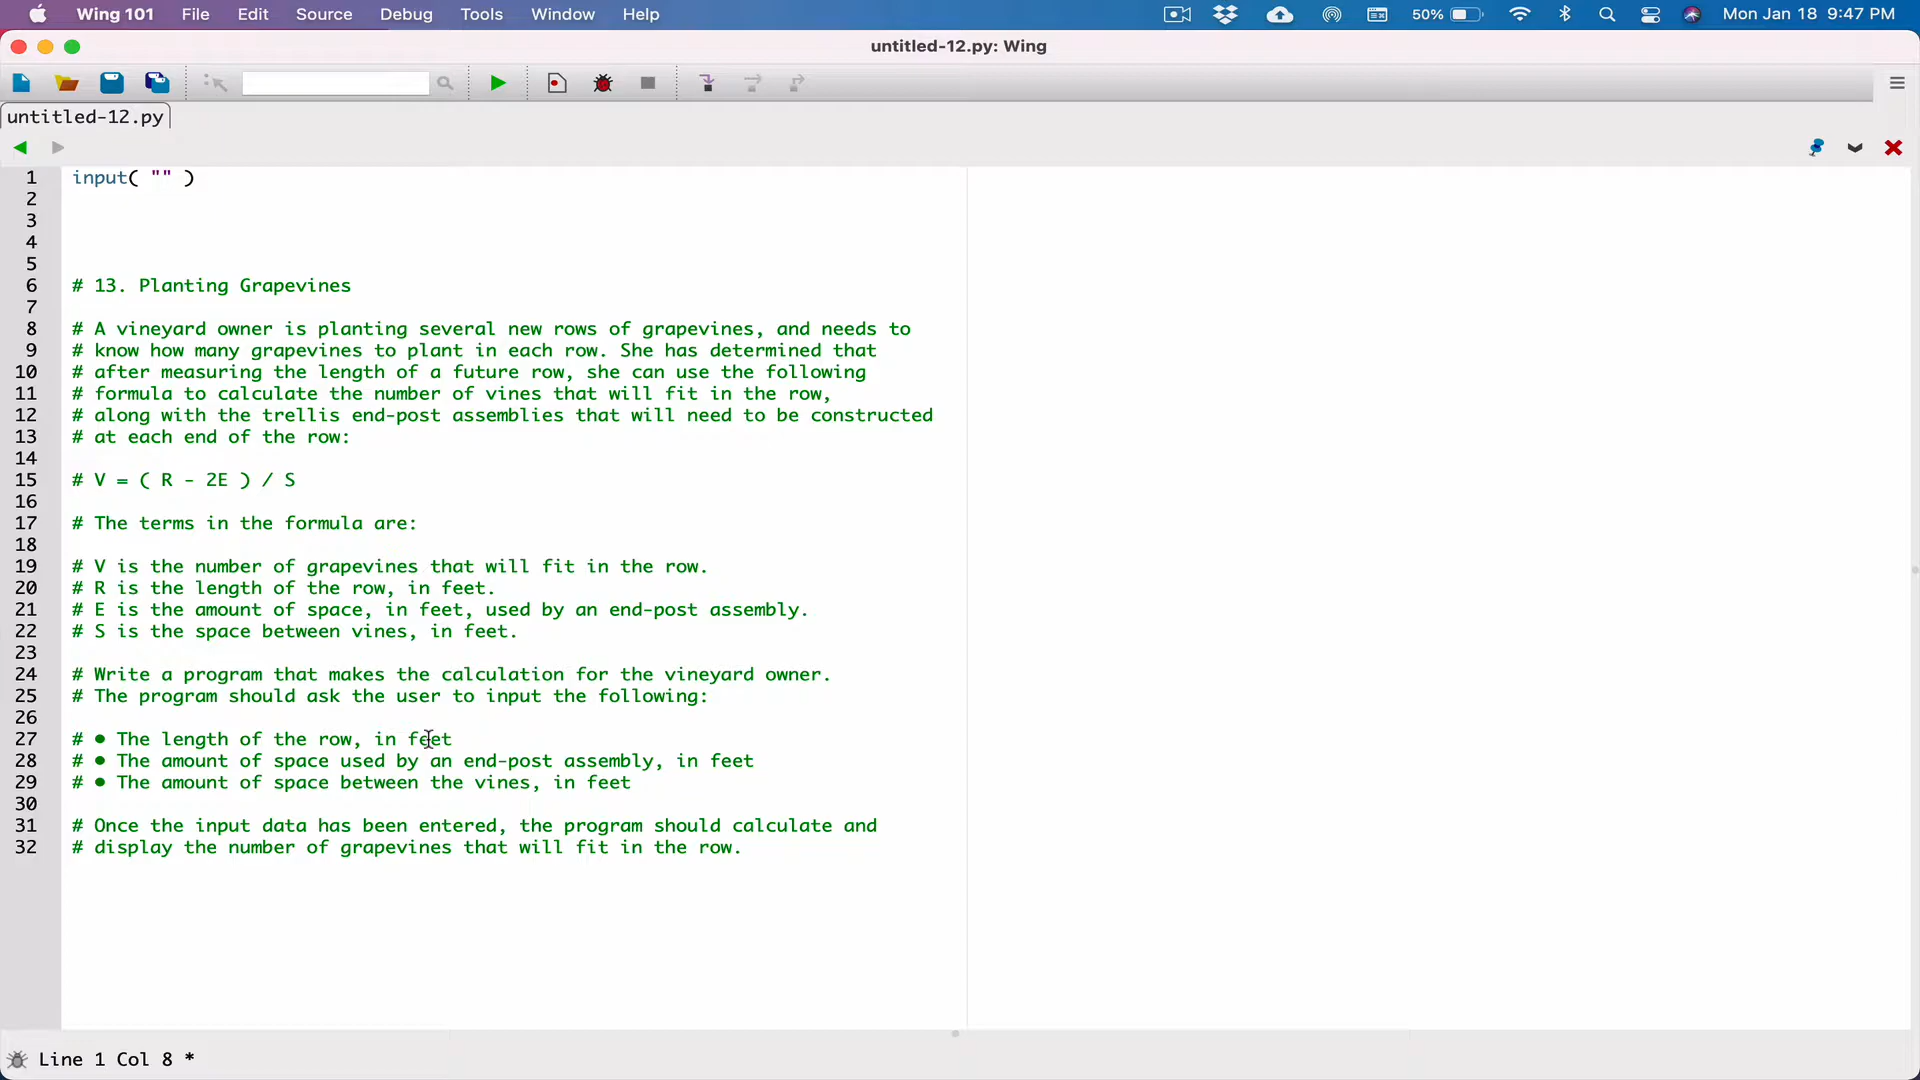 Wing 101 File Edit Source Debug Tools Window Help 50% Mon Jan 18 9:47 PM
untitled-12.py: Wing
untitled-12.py
1 input( "" )
2
3
4
5
6 # 13. Planting Grapevines
7
8 # A vineyard owner is planting several new rows of grapevines, and needs to
9 # know how many grapevines to plant in each row. She has determined that
10 # after measuring the length of a future row, she can use the following
11 # formula to calculate the number of vines that will fit in the row,
12 # along with the trellis end-post assemblies that will need to be constructed
13 # at each end of the row:
14
15 # V = ( R - 2E ) / S
16
17 # The terms in the formula are:
18
19 # V is the number of grapevines that will fit in the row.
20 # R is the length of the row, in feet.
21 # E is the amount of space, in feet, used by an end-post assembly.
22 # S is the space between vines, in feet.
23
24 # Write a program that makes the calculation for the vineyard owner.
25 # The program should ask the user to input the following:
26
27 # • The length of the row, in feet
28 # • The amount of space used by an end-post assembly, in feet
29 # • The amount of space between the vines, in feet
30
31 # Once the input data has been entered, the program should calculate and
32 # display the number of grapevines that will fit in the row.
Line 1 Col 8 *